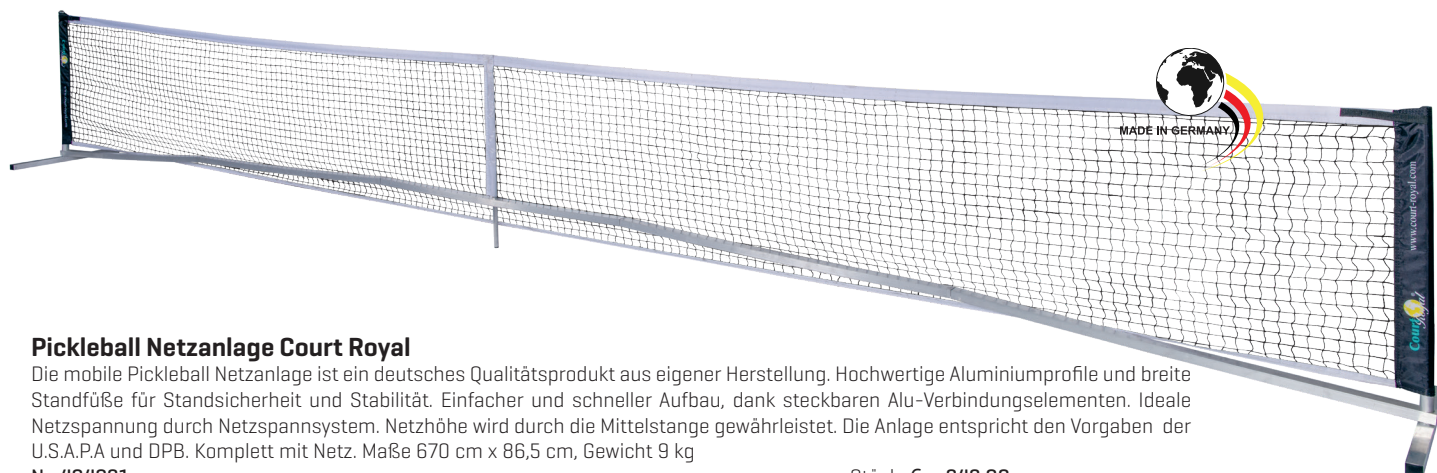 MADE IN GERMANY
www.court-royal.com
Court Royal
Pickleball Netzanlage Court Royal
Die mobile Pickleball Netzanlage ist ein deutsches Qualitätsprodukt aus eigener Herstellung. Hochwertige Aluminiumprofile und breite
Standfüße für Standsicherheit und Stabilität. Einfacher und schneller Aufbau, dank steckbaren Alu-Verbindungselementen. Ideale
Netzspannung durch Netzspannsystem. Netzhöhe wird durch die Mittelstange gewährleistet. Die Anlage entspricht den Vorgaben der
U.S.A.P.A und DPB. Komplett mit Netz. Maße 670 cm x 86,5 cm, Gewicht 9 kg